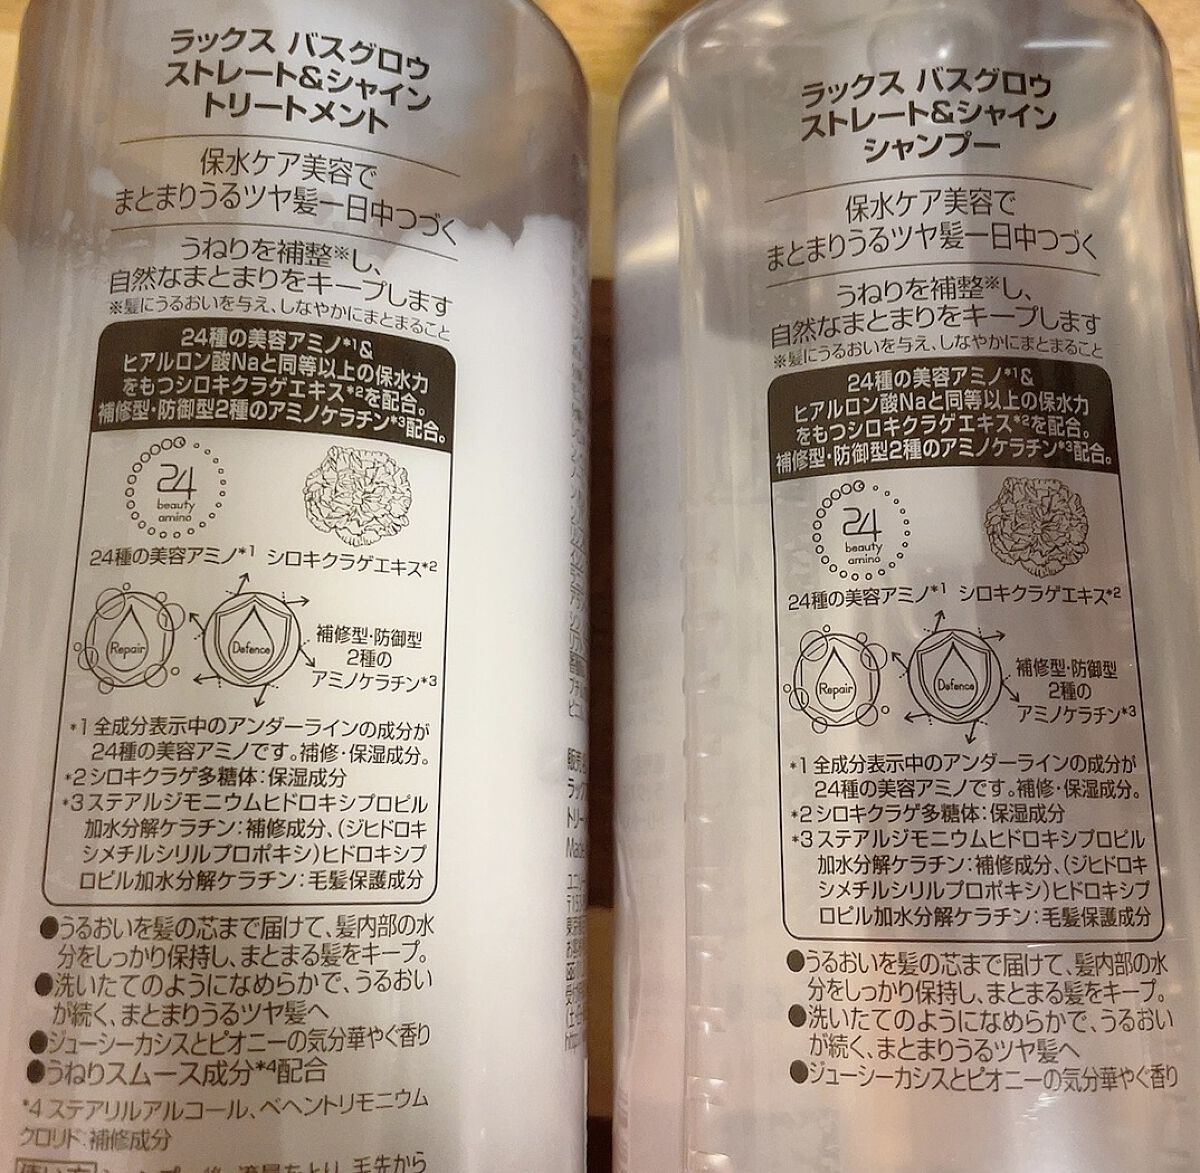 ラックス バスグロウ
ストレート&シャイン
トリートメント
保水ケア美容で
まとまりうるツヤ髪一日中つづく
うねりを補整※し、
自然なまとまりをキープします
※髪にうるおいを与え、しなやかにまとまること
24種の美容アミノ*1&
ヒアルロン酸Naと同等以上の保水力
をもつシロキクラゲエキス*2を配合。
補修型・防御型2種のアミノケラチン*3配合。
24
beauty
amino
24種の美容アミノ*1 シロキクラゲエキス*2
Repair
Defence
補修型・防御型
2種の
アミノケラチン*3
*1 全成分表示中のアンダーラインの成分が
24種の美容アミノです。補修・保湿成分。
*2 シロキクラゲ多糖体：保湿成分
*3 ステアルジモニウムヒドロキシプロピル
加水分解ケラチン：補修成分、(ジヒドロキ
シメチルシリルプロポキシ)ヒドロキシプ
ロピル加水分解ケラチン：毛髪保護成分
●うるおいを髪の芯まで届けて、髪内部の水
分をしっかり保持し、まとまる髪をキープ。
●洗いたてのようになめらかで、うるおい
が続く、まとまりうるツヤ髪へ
●ジューシーカシスとピオニーの気分華やぐ香り
●うねりスムース成分*4配合
*4 ステアリルアルコール、ベヘントリモニウム
クロリド：補修成分
ラックス バスグロウ
ストレート&シャイン
シャンプー
保水ケア美容で
まとまりうるツヤ髪一日中つづく
うねりを補整※し、
自然なまとまりをキープします
※髪にうるおいを与え、しなやかにまとまること
24種の美容アミノ*1&
ヒアルロン酸Naと同等以上の保水力
をもつシロキクラゲエキス*2を配合。
補修型・防御型2種のアミノケラチン*3配合。
24
beauty
amino
24種の美容アミノ*1 シロキクラゲエキス*2
Repair
Defence
補修型・防御型
2種の
アミノケラチン*3
*1 全成分表示中のアンダーラインの成分が
24種の美容アミノです。補修・保湿成分。
*2 シロキクラゲ多糖体：保湿成分
*3 ステアルジモニウムヒドロキシプロピル
加水分解ケラチン：補修成分、(ジヒドロキ
シメチルシリルプロポキシ)ヒドロキシプ
ロピル加水分解ケラチン：毛髪保護成分
●うるおいを髪の芯まで届けて、髪内部の水
分をしっかり保持し、まとまる髪をキープ。
●洗いたてのようになめらかで、うるおい
が続く、まとまりうるツヤ髪へ
●ジューシーカシスとピオニーの気分華やぐ香り